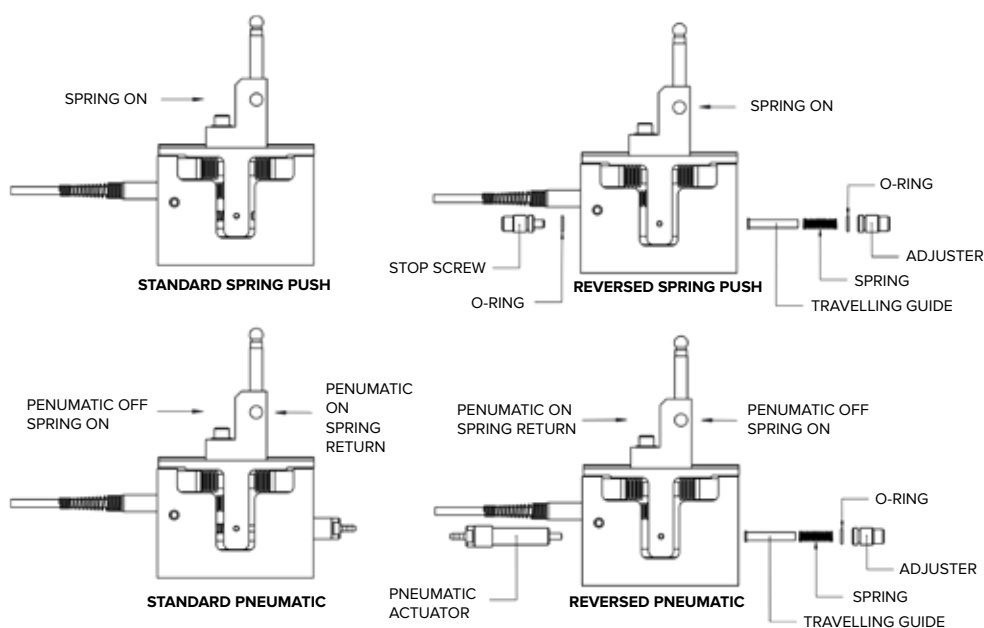 SPRING ON
STANDARD SPRING PUSH
SPRING ON
O-RING
STOP SCREW
ADJUSTER
SPRING
O-RING
TRAVELLING GUIDE
REVERSED SPRING PUSH
PENUMATIC OFF
SPRING ON
PENUMATIC
ON
SPRING
RETURN
STANDARD PNEUMATIC
PENUMATIC ON
SPRING RETURN
PENUMATIC OFF
SPRING ON
O-RING
ADJUSTER
PNEUMATIC
ACTUATOR
SPRING
TRAVELLING GUIDE
REVERSED PNEUMATIC